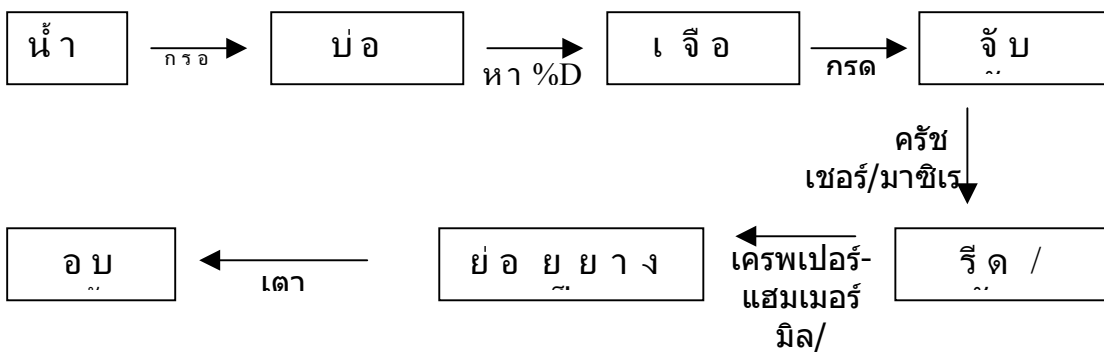 น้ำ
กรอ
บ่อ
หา %D
เจือ
กรด
จับ
ครัช
เชอร์/มาซิเร
รีด /
เครพเปอร์-
แฮมเมอร์
มิล/
ย่อยยาง
เตา
อบ